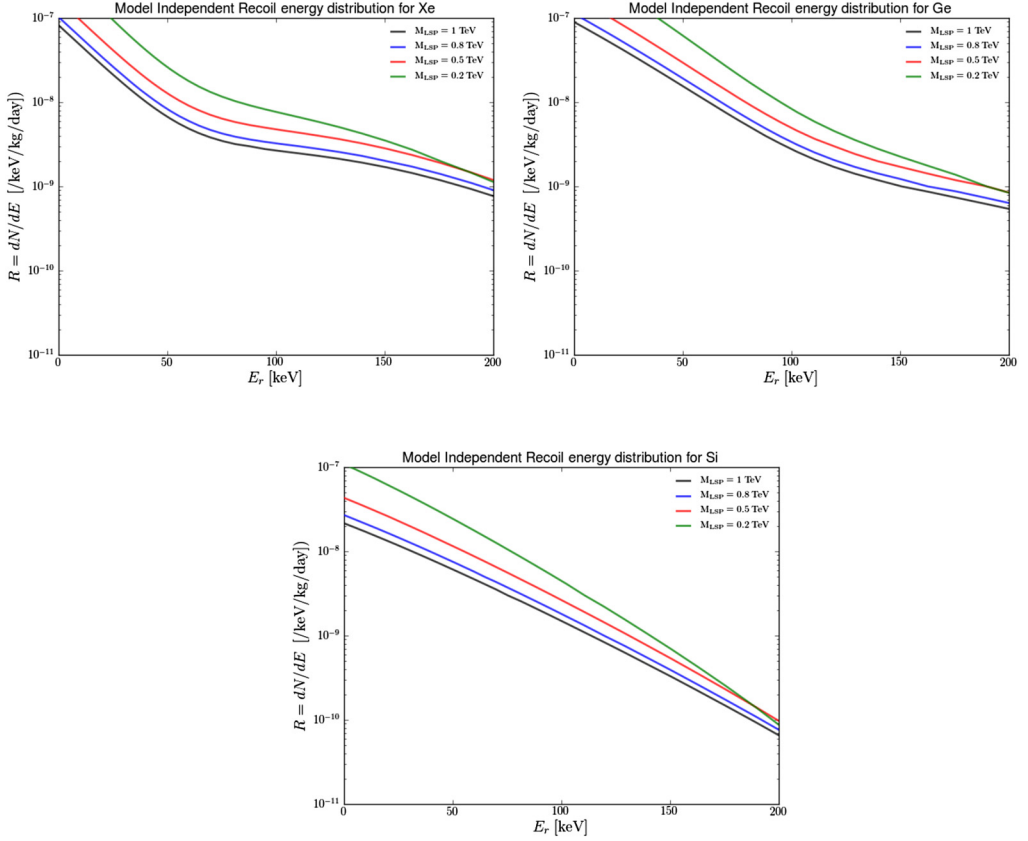 Model Independent Recoil energy distribution for Xe
10⁻⁷
10⁻⁸
10⁻⁹
10⁻¹⁰
10⁻¹¹
R = dN/dE [/keV/kg/day])
M_LSP = 1 TeV
M_LSP = 0.8 TeV
M_LSP = 0.5 TeV
M_LSP = 0.2 TeV
0 50 100 150 200
E_r [keV]
Model Independent Recoil energy distribution for Ge
10⁻⁷
10⁻⁸
10⁻⁹
10⁻¹⁰
10⁻¹¹
R = dN/dE [/keV/kg/day])
M_LSP = 1 TeV
M_LSP = 0.8 TeV
M_LSP = 0.5 TeV
M_LSP = 0.2 TeV
0 50 100 150 200
E_r [keV]
Model Independent Recoil energy distribution for Si
10⁻⁷
10⁻⁸
10⁻⁹
10⁻¹⁰
10⁻¹¹
R = dN/dE [/keV/kg/day])
M_LSP = 1 TeV
M_LSP = 0.8 TeV
M_LSP = 0.5 TeV
M_LSP = 0.2 TeV
0 50 100 150 200
E_r [keV]